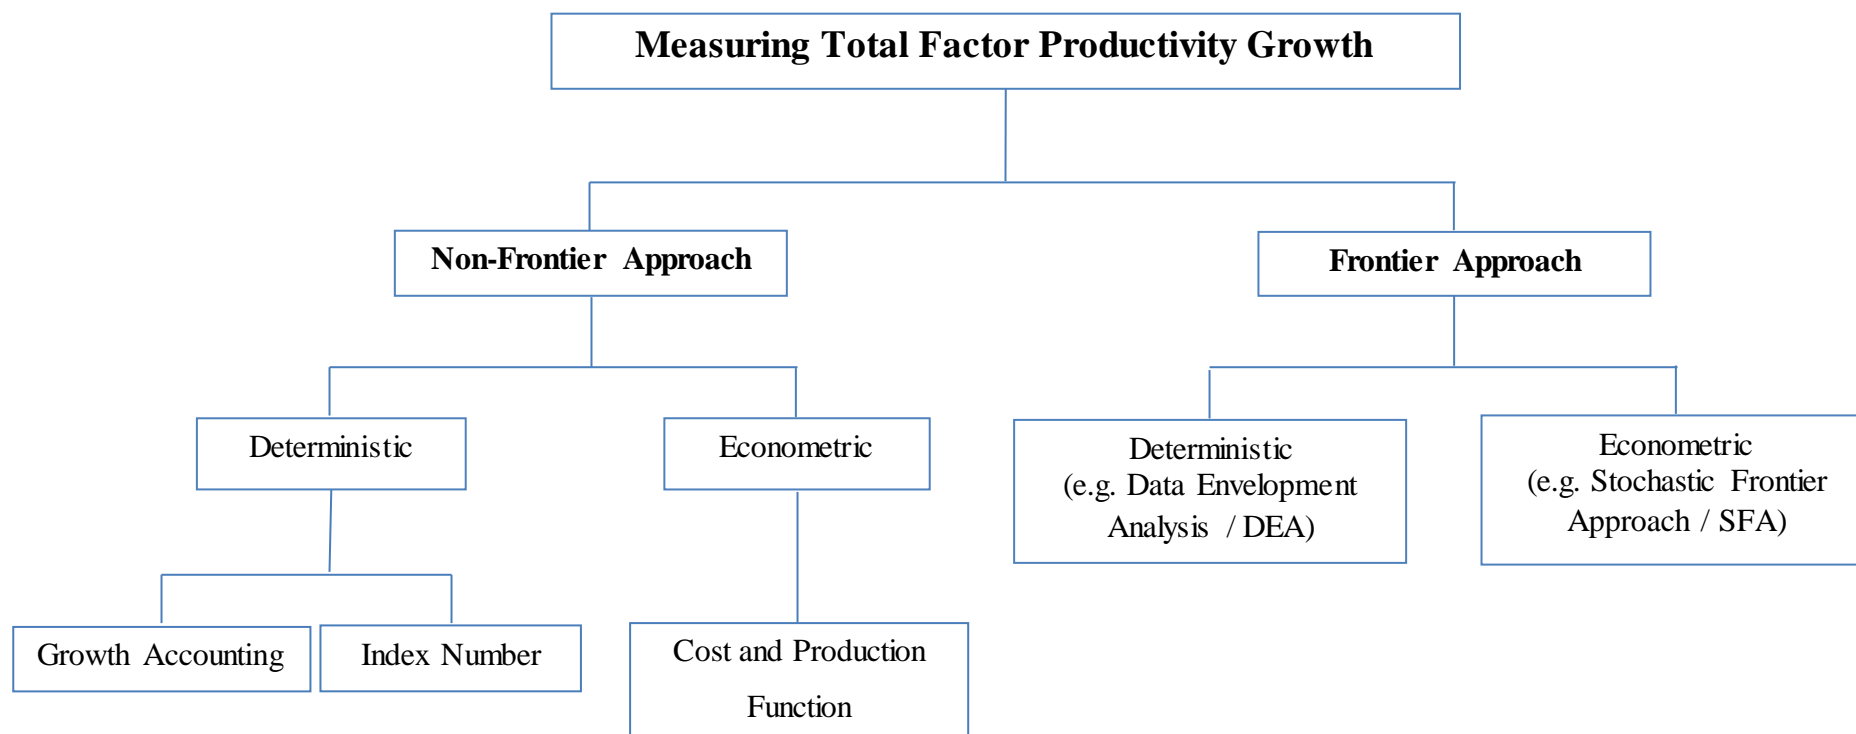 Measuring Total Factor Productivity Growth
Non-Frontier Approach
Frontier Approach
Deterministic
Econometric
Deterministic
(e.g. Data Envelopment
Analysis / DEA)
Econometric
(e.g. Stochastic Frontier
Approach / SFA)
Growth Accounting
Index Number
Cost and Production
Function